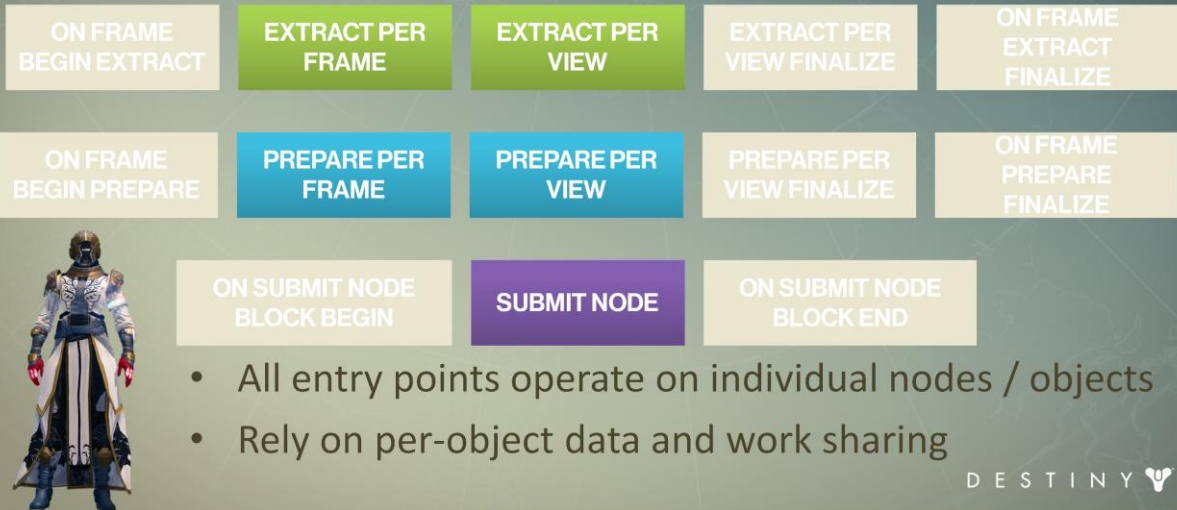 ON FRAME
BEGIN EXTRACT
EXTRACT PER
FRAME
EXTRACT PER
VIEW
EXTRACT PER
VIEW FINALIZE
ON FRAME
EXTRACT
FINALIZE
ON FRAME
BEGIN PREPARE
PREPARE PER
FRAME
PREPARE PER
VIEW
PREPARE PER
VIEW FINALIZE
ON FRAME
PREPARE
FINALIZE
ON SUBMIT NODE
BLOCK BEGIN
SUBMIT NODE
ON SUBMIT NODE
BLOCK END
• All entry points operate on individual nodes / objects
• Rely on per-object data and work sharing
DESTINY